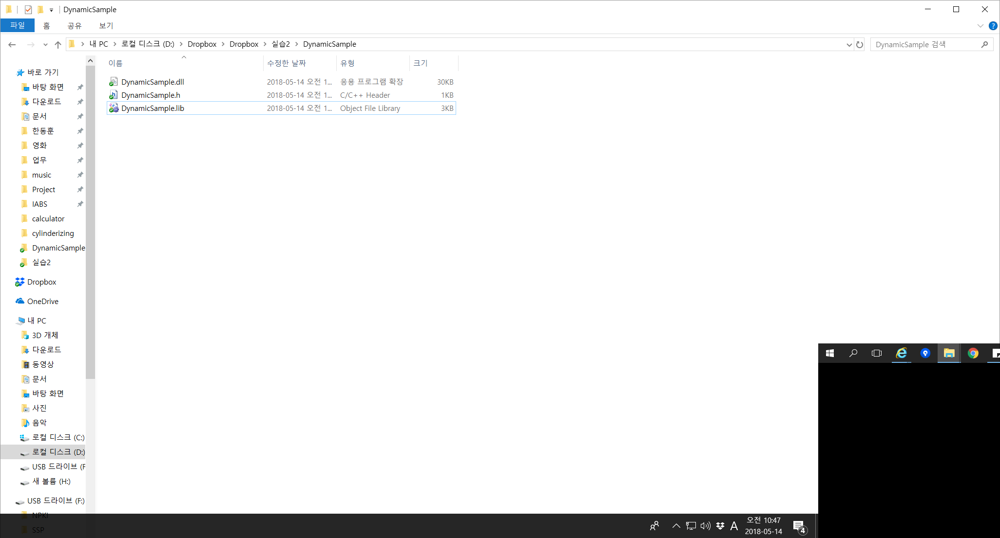 DynamicSample
파일 홈 공유 보기
내 PC 로컬 디스크 (D:) Dropbox Dropbox 실습2 DynamicSample
DynamicSample 검색
바로 가기
바탕 화면
다운로드
문서
한동훈
영화
업무
music
Project
IABS
calculator
cylinderizing
DynamicSample
실습2
Dropbox
OneDrive
내 PC
3D 개체
다운로드
동영상
문서
바탕 화면
사진
음악
로컬 디스크 (C:)
로컬 디스크 (D:)
USB 드라이브 (F
새 볼륨 (H:)
USB 드라이브 (F:)
NPKI
SSP
이름 수정한 날짜 유형 크기
DynamicSample.dll 2018-05-14 오전 1... 응용 프로그램 확장 30KB
DynamicSample.h 2018-05-14 오전 1... C/C++ Header 1KB
DynamicSample.lib 2018-05-14 오전 1... Object File Library 3KB
A
오전 10:47
2018-05-14
4